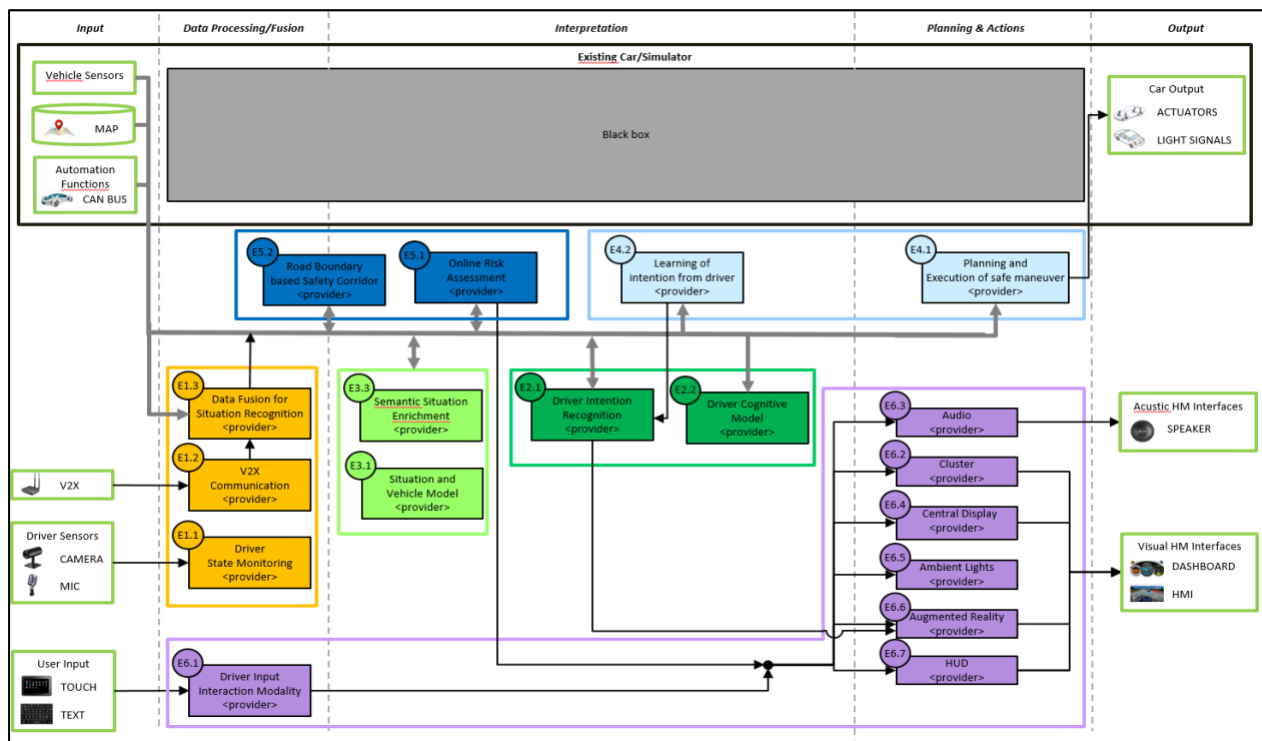 Input
Data Processing/Fusion
Interpretation
Planning & Actions
Output
Existing Car/Simulator
Vehicle Sensors
MAP
Automation
Functions
CAN BUS
Black box
Car Output
ACTUATORS
LIGHT SIGNALS
E5.2
Road Boundary
based Safety Corridor
<provider>
E5.1
Online Risk
Assessment
<provider>
E4.2
Learning of
intention from driver
<provider>
E4.1
Planning and
Execution of safe maneuver
<provider>
E1.3
Data Fusion for
Situation Recognition
<provider>
E1.2
V2X
Communication
<provider>
E1.1
Driver
State Monitoring
<provider>
E3.3
Semantic Situation
Enrichment
<provider>
E3.1
Situation and
Vehicle Model
<provider>
E2.1
Driver Intention
Recognition
<provider>
E2.2
Driver Cognitive
Model
<provider>
E6.3
Audio
<provider>
E6.2
Cluster
<provider>
E6.4
Central Display
<provider>
E6.5
Ambient Lights
<provider>
E6.6
Augmented Reality
<provider>
E6.7
HUD
<provider>
Acustic HM Interfaces
SPEAKER
Visual HM Interfaces
DASHBOARD
HMI
V2X
Driver Sensors
CAMERA
MIC
User Input
TOUCH
TEXT
E6.1
Driver Input
Interaction Modality
<provider>